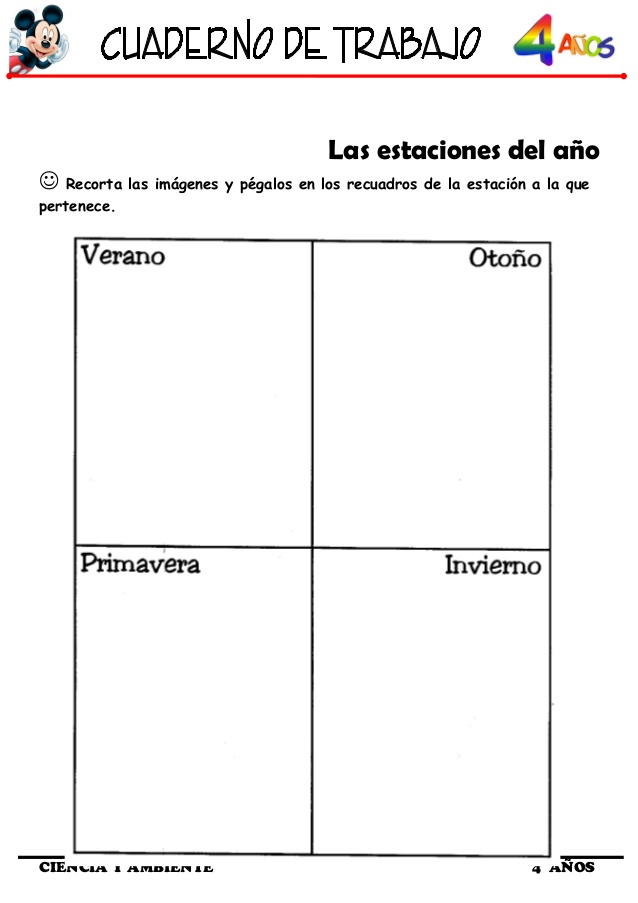 CUADERNO DE TRABAJO 4 AÑOS
Las estaciones del año
Recorta las imágenes y pégalos en los recuadros de la estación a la que
pertenece.
Verano Otoño
Primavera Invierno
CIENCIA Y AMBIENTE 4 AÑOS